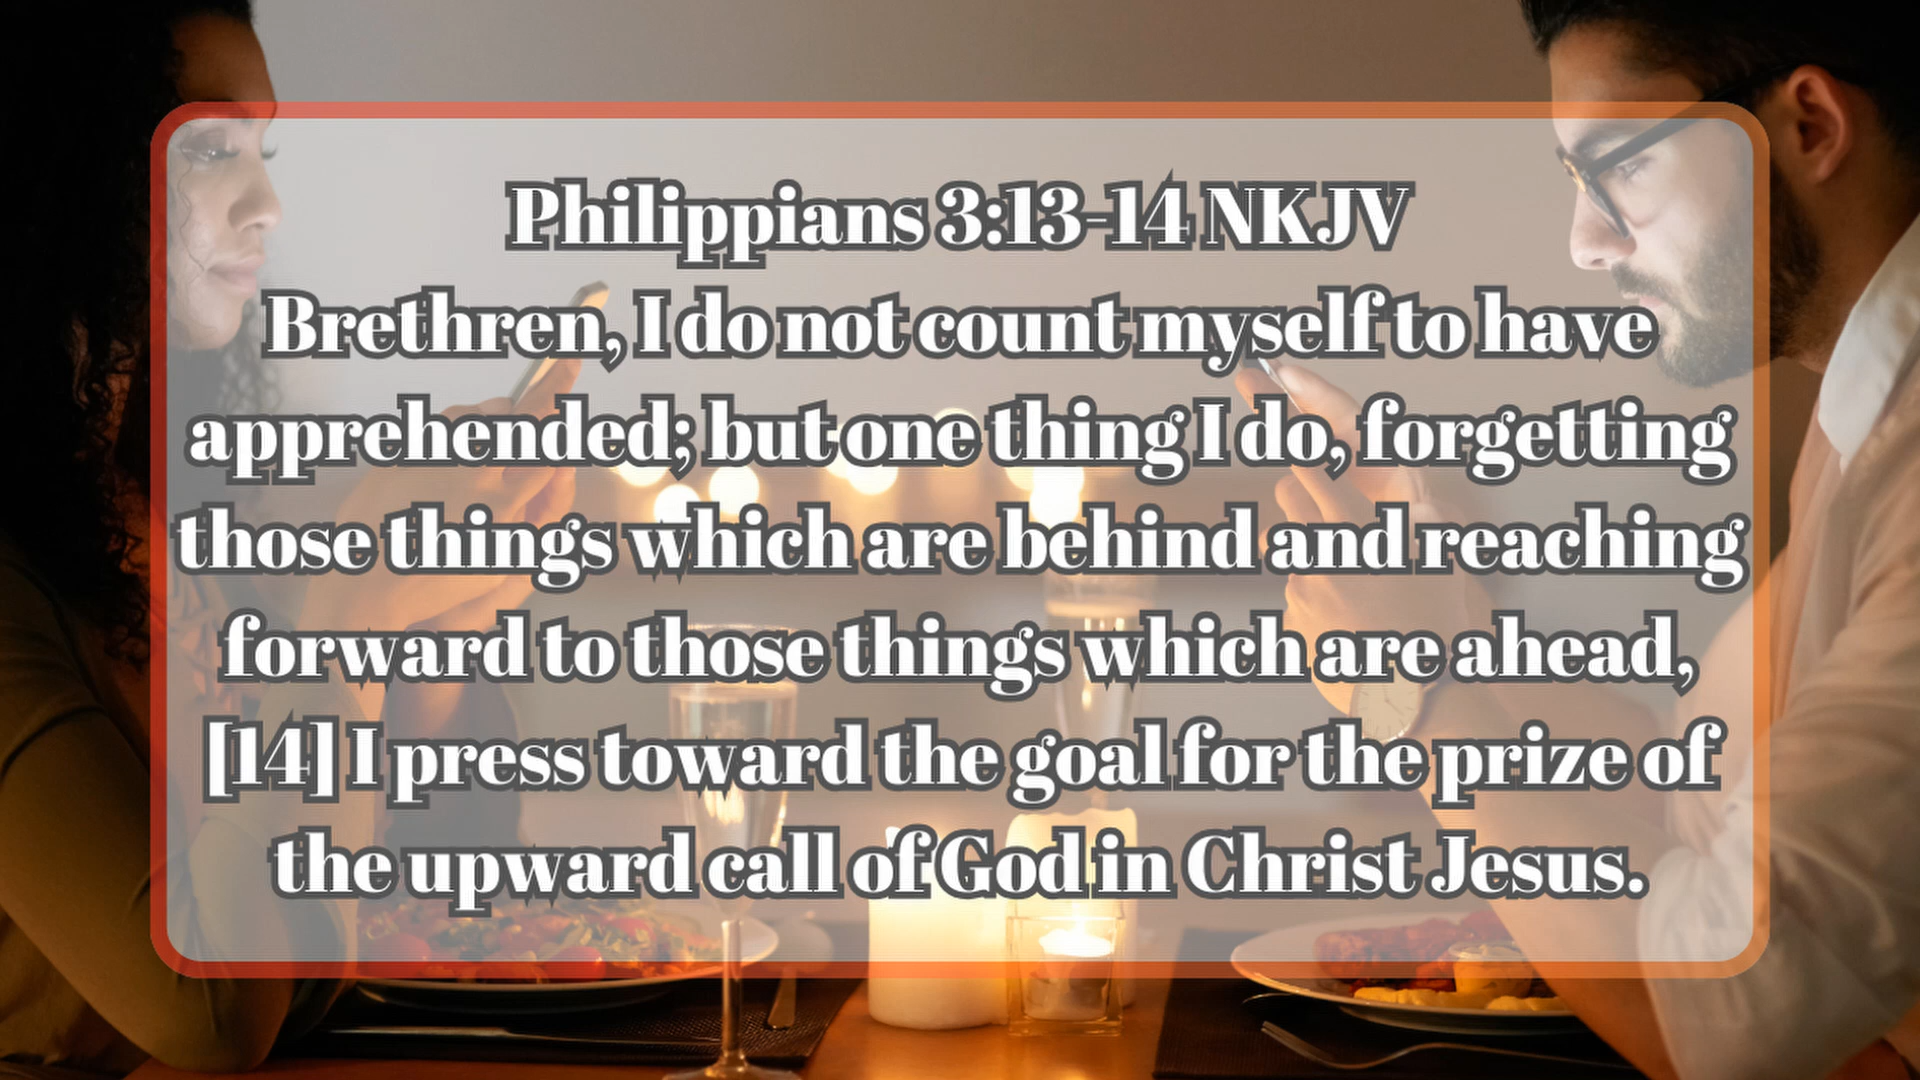 Philippians 3:13-14 NKJV
Brethren, I do not count myself to have
apprehended; but one thing I do, forgetting
those things which are behind and reaching
forward to those things which are ahead,
[14] I press toward the goal for the prize of
the upward call of God in Christ Jesus.